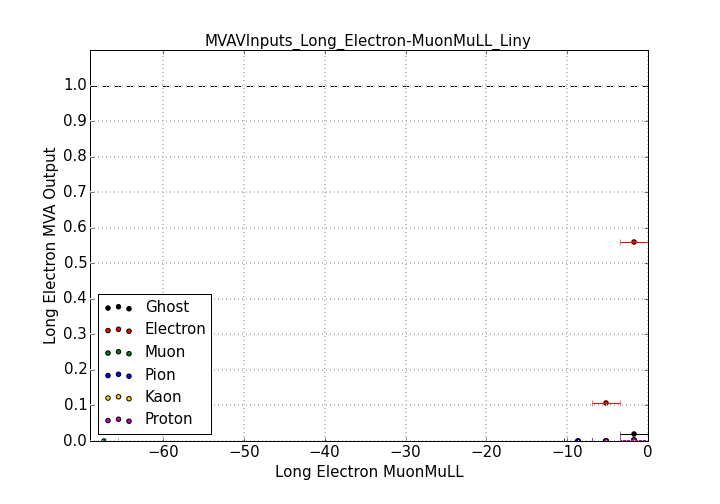 MVAVInputs_Long_Electron-MuonMuLL_Liny
Long Electron MVA Output
1.0
0.9
0.8
0.7
0.6
0.5
0.4
0.3
0.2
0.1
0.0
Ghost
Electron
Muon
Pion
Kaon
Proton
−60 −50 −40 −30 −20 −10 0
Long Electron MuonMuLL